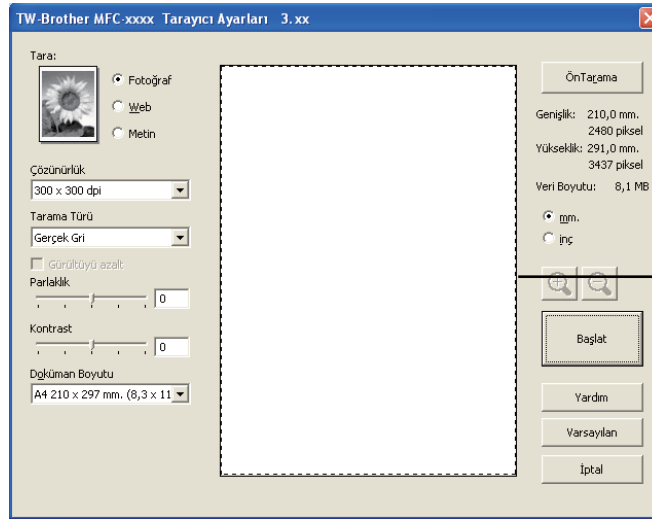 TW-Brother MFC-xxxx Tarayıcı Ayarları 3.xx
Tara:
Fotoğraf
Web
Metin
Çözünürlük
300 x 300 dpi
Tarama Türü
Gerçek Gri
Gürültüyü azalt
Parlaklık
0
Kontrast
0
Doküman Boyutu
A4 210 x 297 mm. (8,3 x 11
ÖnTarama
Genişlik: 210,0 mm.
2480 piksel
Yükseklik: 291,0 mm.
3437 piksel
Veri Boyutu: 8,1 MB
mm.
inç
Başlat
Yardım
Varsayılan
İptal